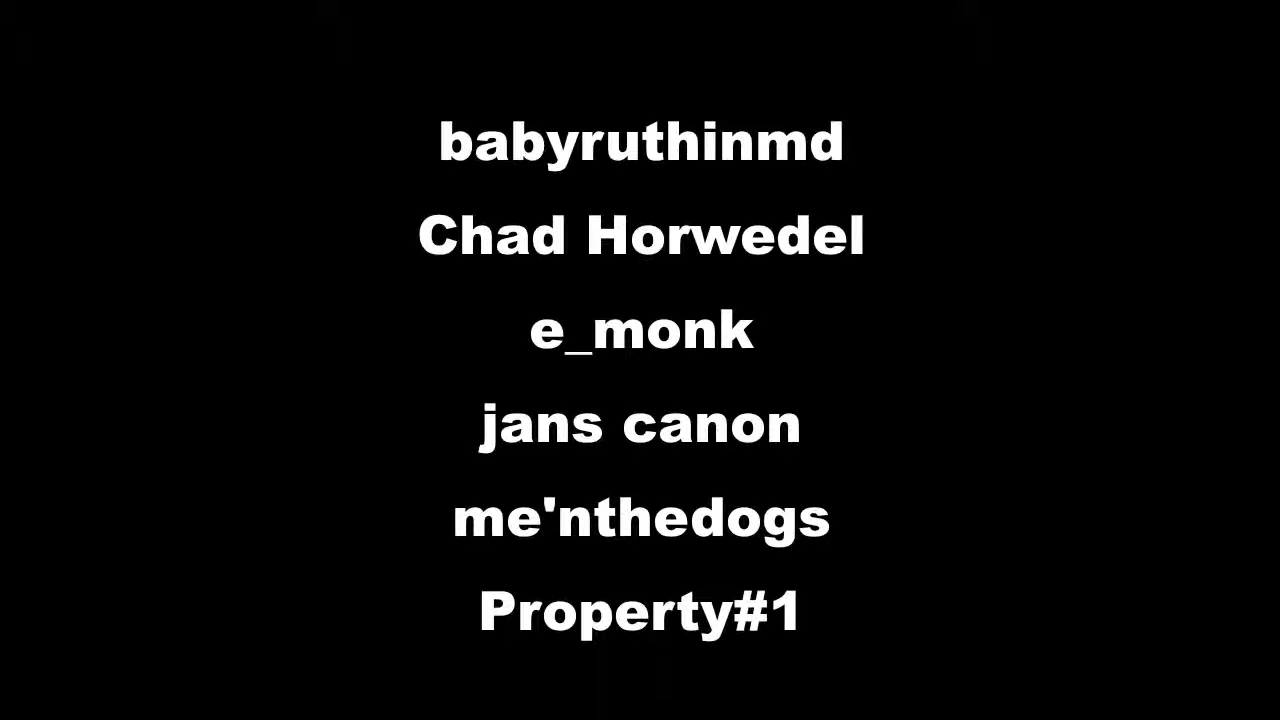 babyruthinmd
Chad Horwedel
e_monk
jans canon
me'nthedogs
Property#1